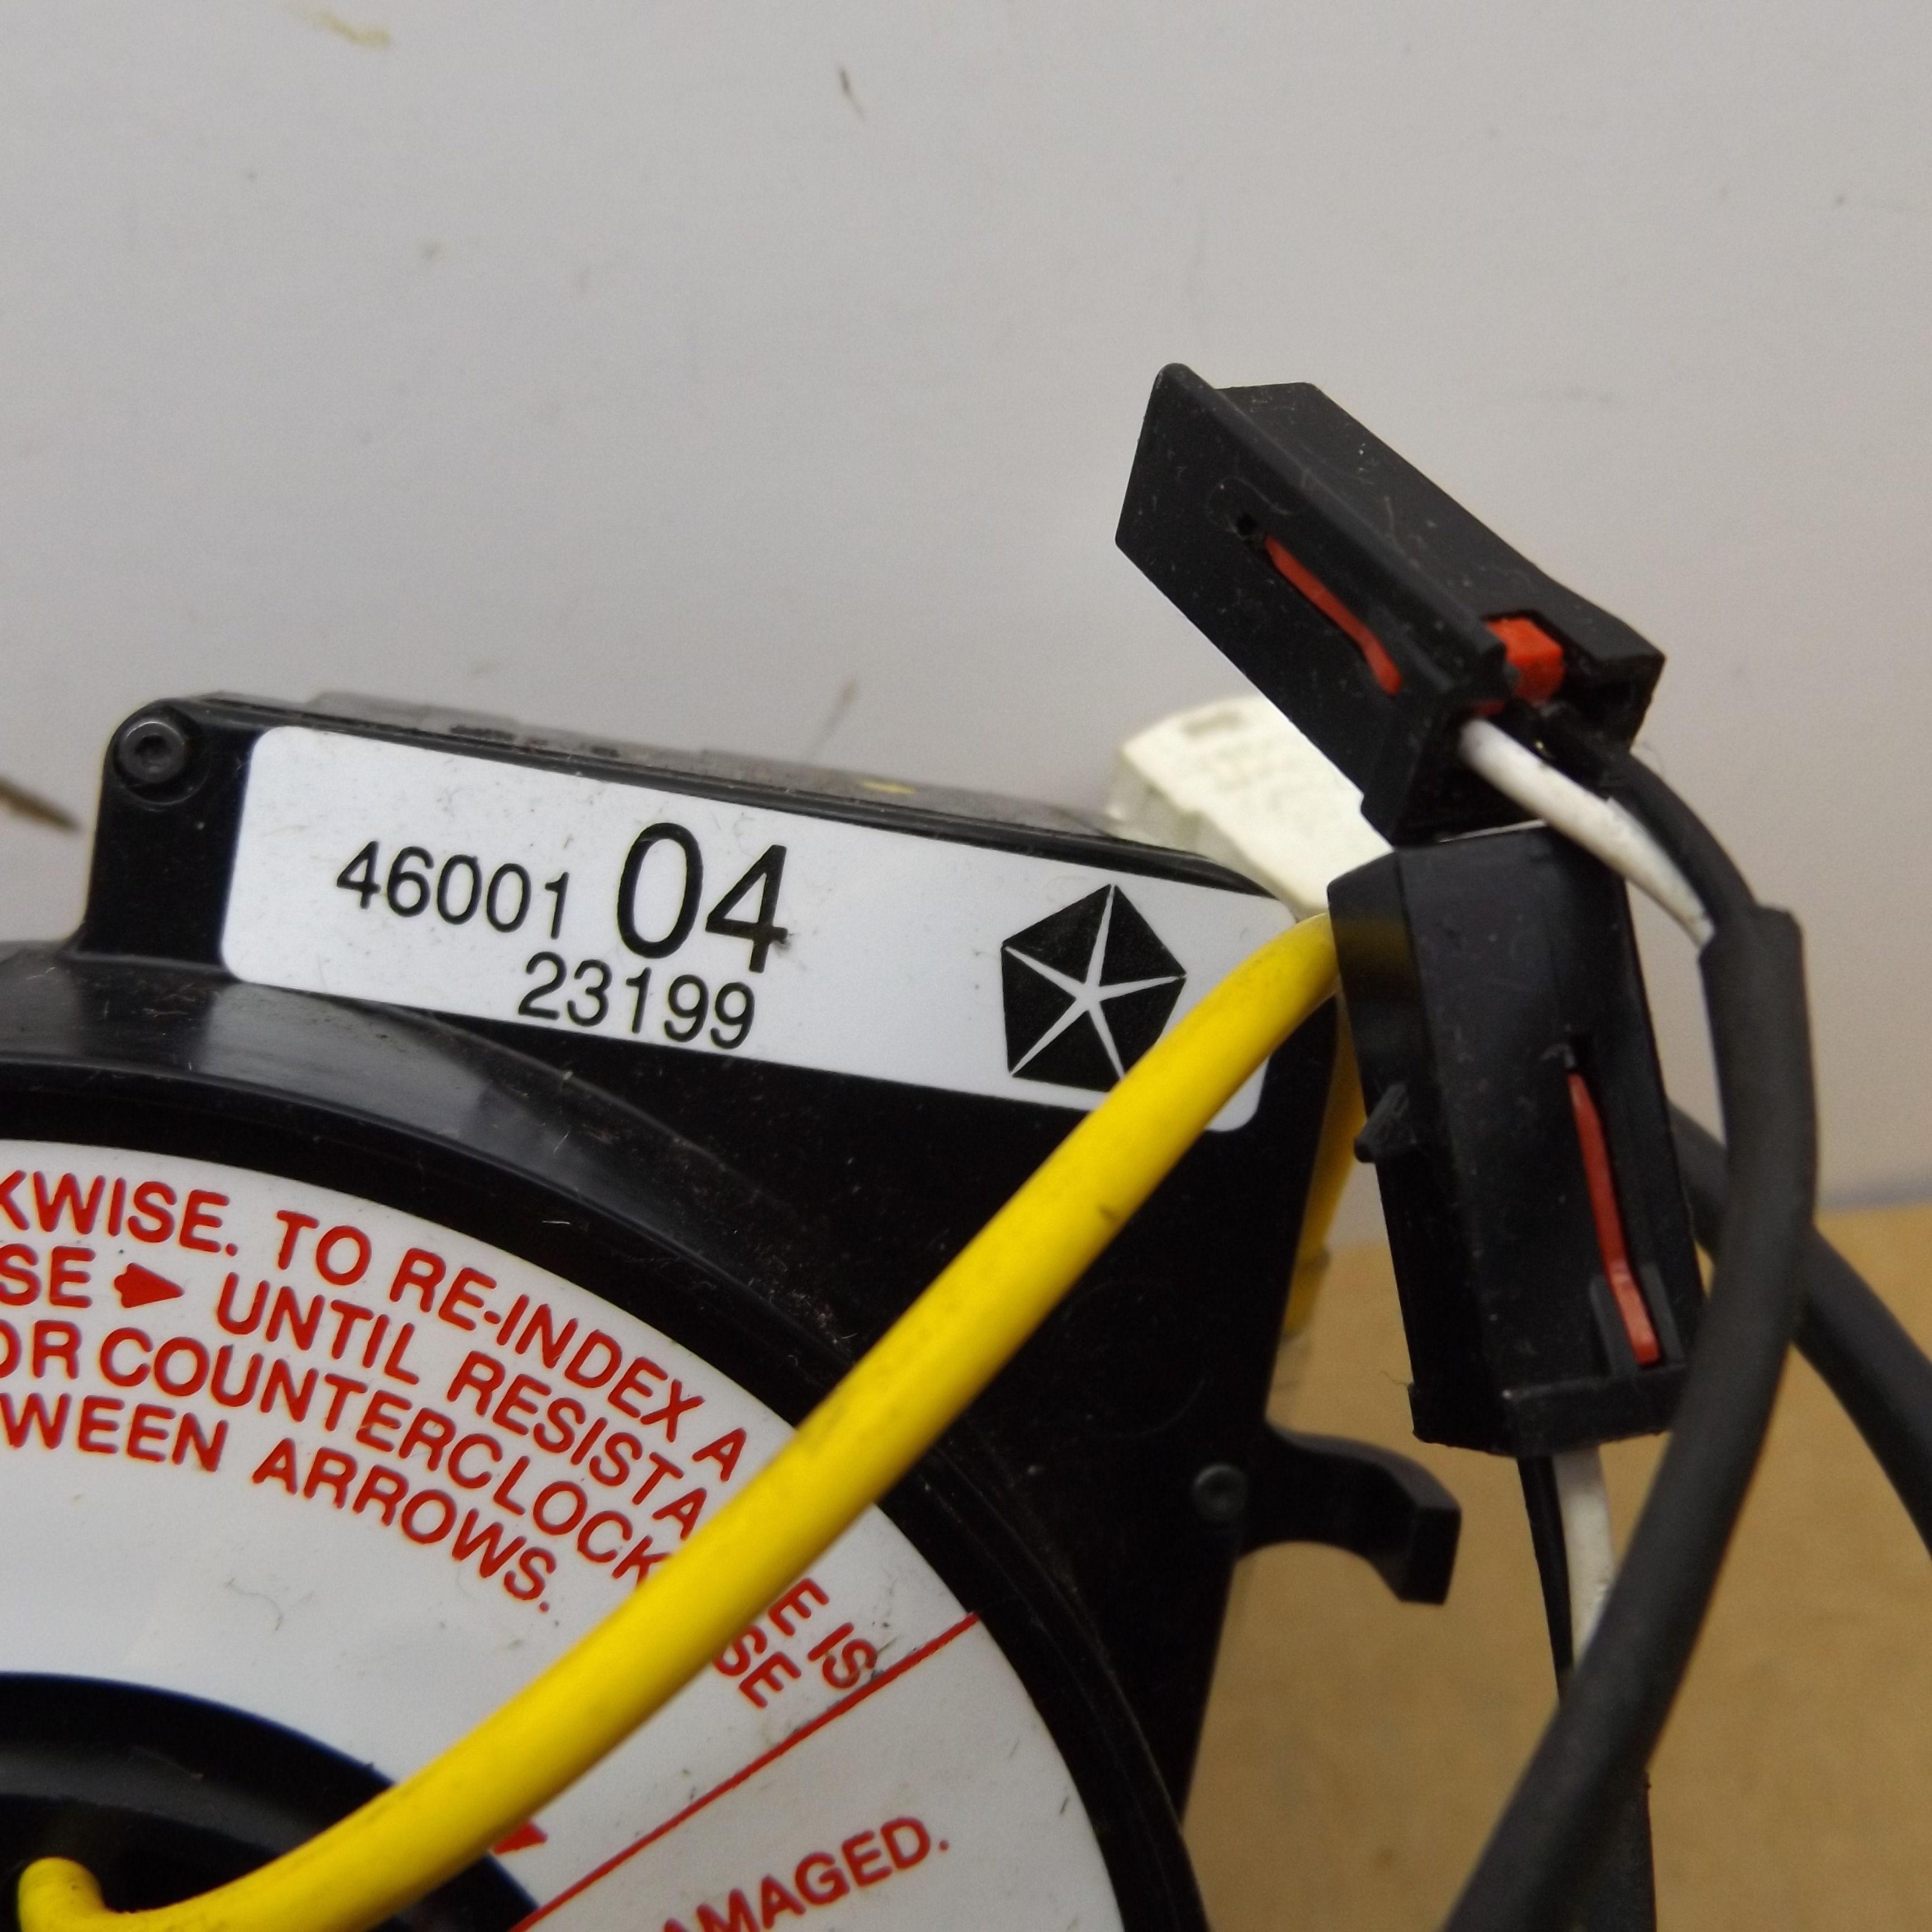 46001 04
23199
KWISE. TO RE-INDEX A
SE UNTIL RESISTA
OR COUNTERCLOCK
WEEN ARROWS.
E IS
SE
AMAGED.